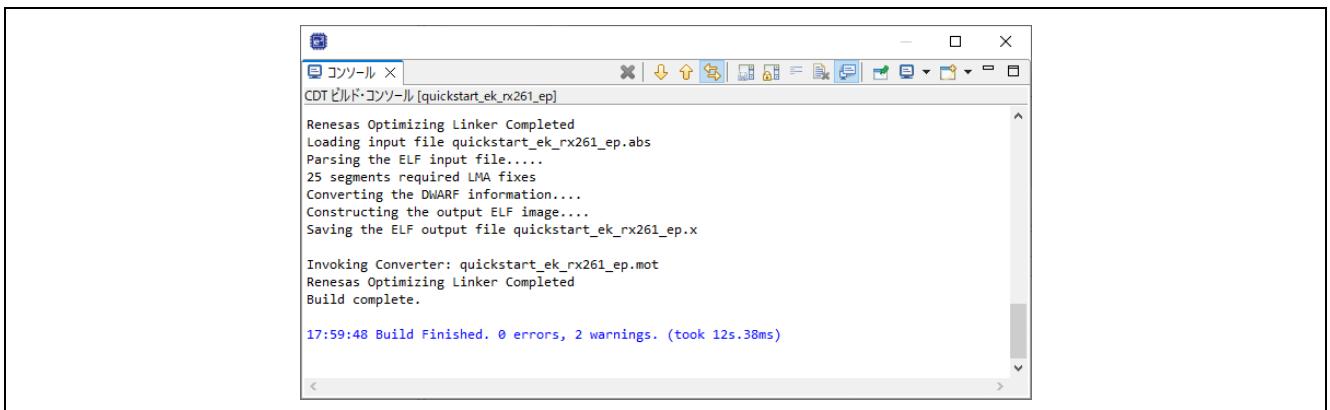 コンソール
CDT ビルド・コンソール [quickstart_ek_rx261_ep]
Renesas Optimizing Linker Completed
Loading input file quickstart_ek_rx261_ep.abs
Parsing the ELF input file.....
25 segments required LMA fixes
Converting the DWARF information....
Constructing the output ELF image....
Saving the ELF output file quickstart_ek_rx261_ep.x
Invoking Converter: quickstart_ek_rx261_ep.mot
Renesas Optimizing Linker Completed
Build complete.
17:59:48 Build Finished. 0 errors, 2 warnings. (took 12s.38ms)